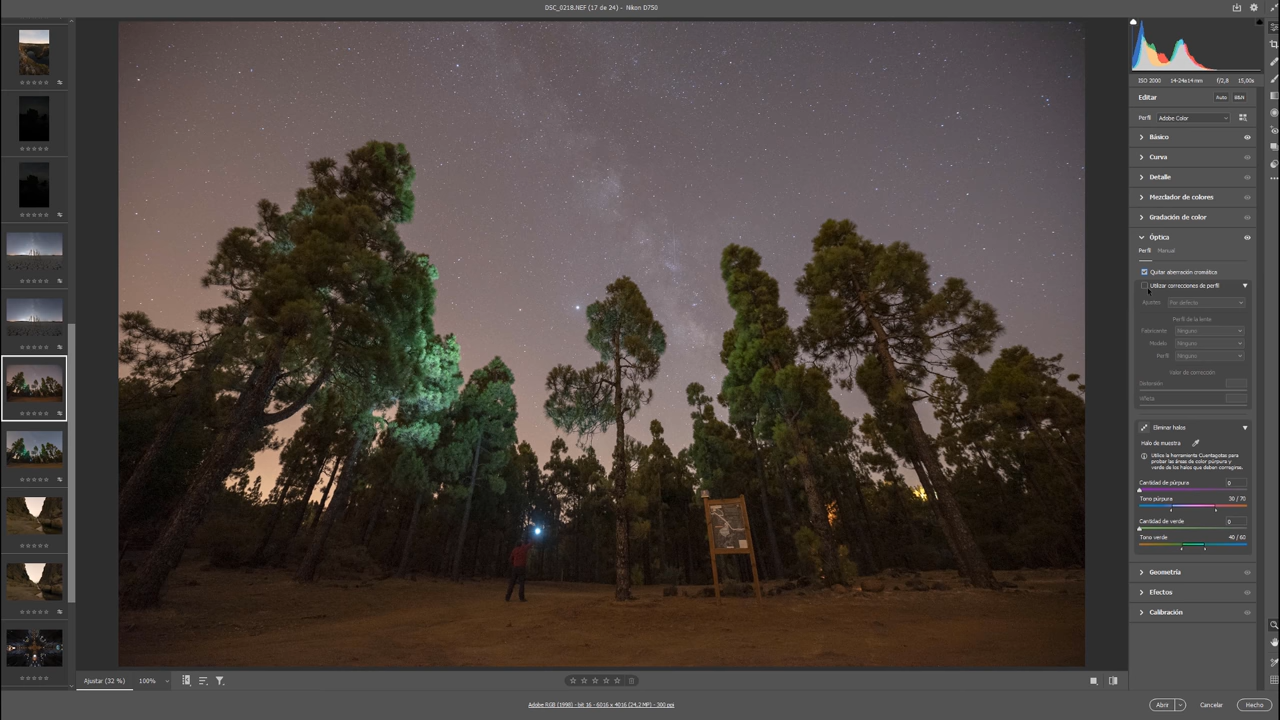 DSC_0218.NEF (17 de 24) - Nikon D750
ISO 2000 14-24@14 mm f/2,8 15,00s
Editar Auto B&N
Perfil Adobe Color
Básico
Curva
Detalle
Mezclador de colores
Gradación de color
Óptica
Perfil Manual
Quitar aberración cromática
Utilizar correcciones de perfil
Ajustes Por defecto
Perfil de la lente
Fabricante Ninguno
Modelo Ninguno
Perfil Ninguno
Valor de corrección
Distorsión
Viñeta
Eliminar halos
Halo de muestra
Utilice la herramienta Cuentagotas para
probar las áreas de color púrpura y
verde de los halos que deben corregirse.
Cantidad de púrpura 0
Tono púrpura 30 / 70
Cantidad de verde 0
Tono verde 40 / 60
Geometría
Efectos
Calibración
Ajustar (32 %) 100%
Adobe RGB (1998) - bit 16 - 6016 x 4016 (24,2 MP) - 300 ppi
Abrir Cancelar Hecho